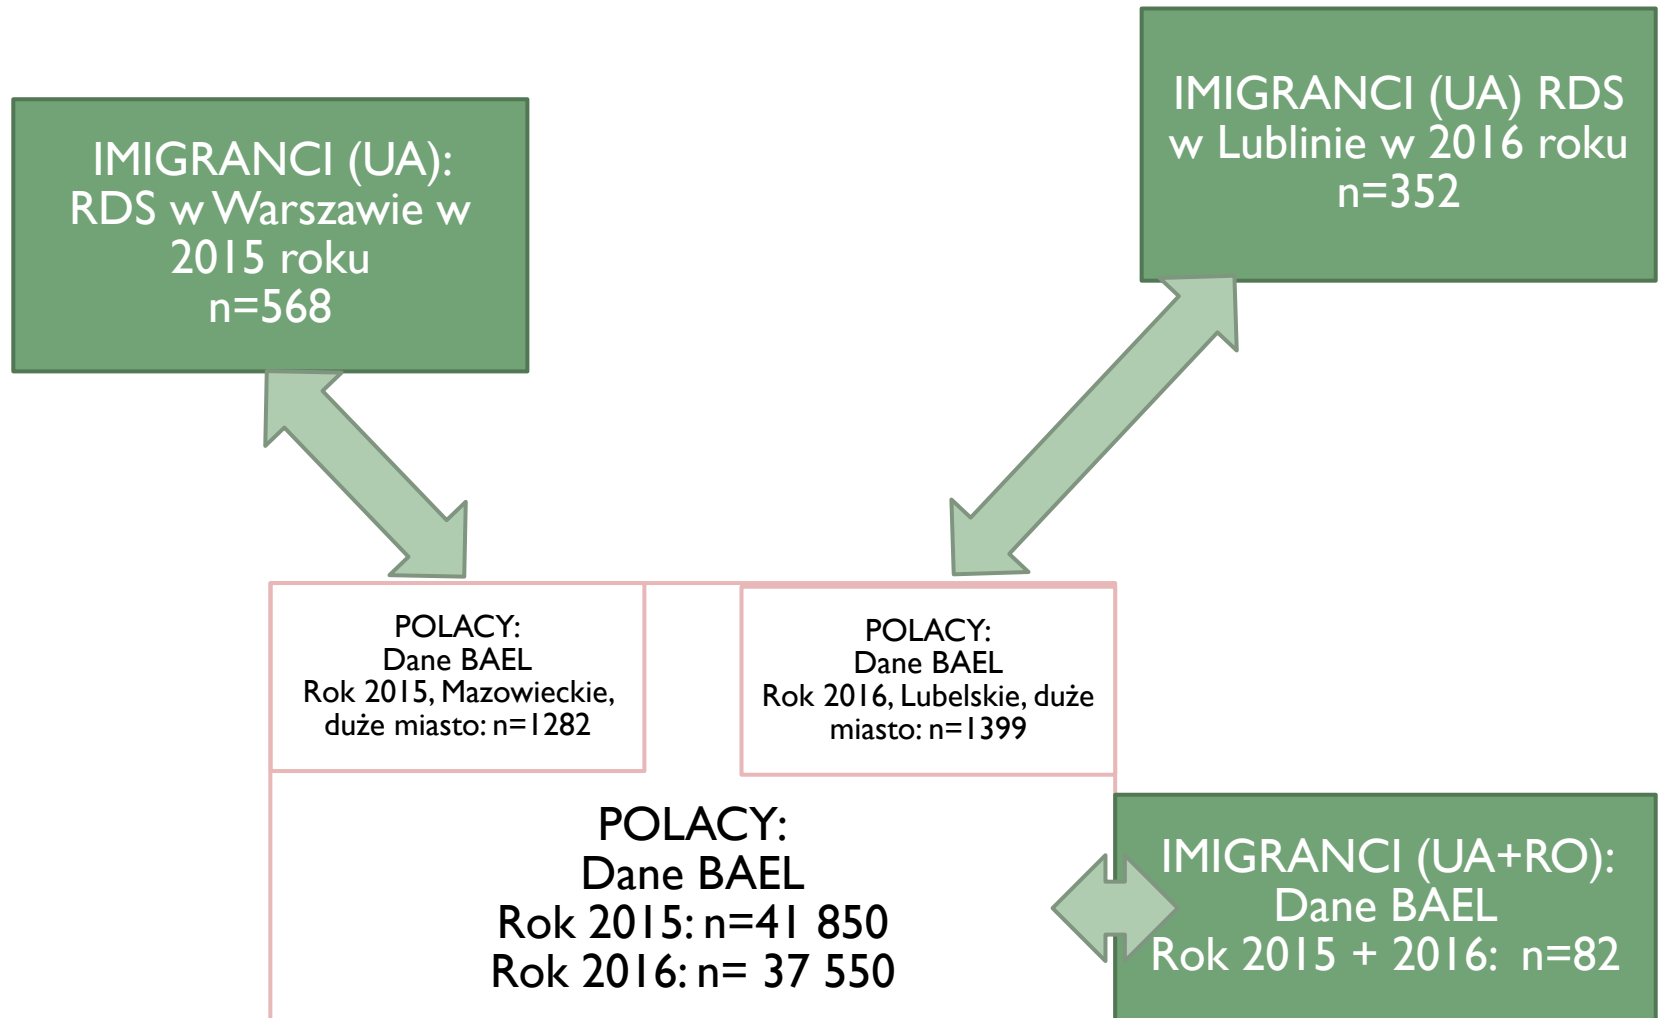 IMIGRANCI (UA):
RDS w Warszawie w
2015 roku
n=568
IMIGRANCI (UA) RDS
w Lublinie w 2016 roku
n=352
POLACY:
Dane BAEL
Rok 2015, Mazowieckie,
duże miasto: n=1282
POLACY:
Dane BAEL
Rok 2016, Lubelskie, duże
miasto: n=1399
POLACY:
Dane BAEL
Rok 2015: n=41 850
Rok 2016: n= 37 550
IMIGRANCI (UA+RO):
Dane BAEL
Rok 2015 + 2016: n=82